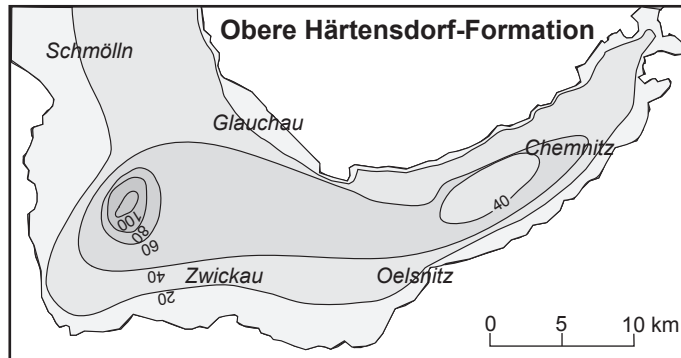 Obere Härtensdorf-Formation
Schmölln
Glauchau
Chemnitz
40
100
80
60
40
20
Zwickau
Oelsnitz
0 5 10 km